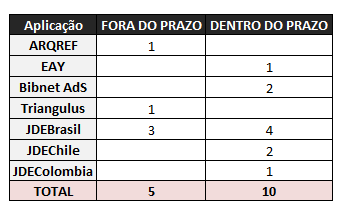 Aplicação FORA DO PRAZO DENTRO DO PRAZO
ARQREF 1
EAY 1
Bibnet AdS 2
Triangulus 1
JDEBrasil 3 4
JDEChile 2
JDEColombia 1
TOTAL 5 10